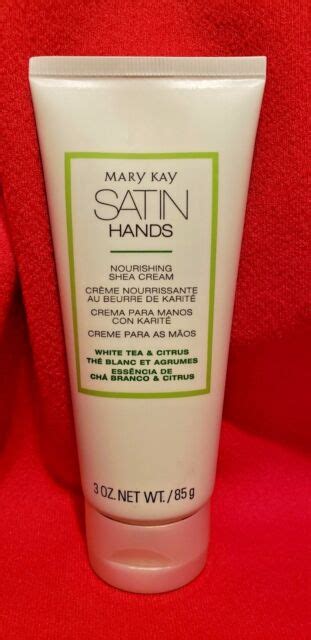 MARY KAY
SATIN
HANDS
NOURISHING
SHEA CREAM
CRÈME NOURRISSANTE
AU BEURRE DE KARITÉ
CREMA PARA MANOS
CON KARITÉ
CREME PARA AS MÃOS
WHITE TEA & CITRUS
THÉ BLANC ET AGRUMES
ESSÊNCIA DE
CHÁ BRANCO & CITRUS
3 OZ. NET WT. / 85 g